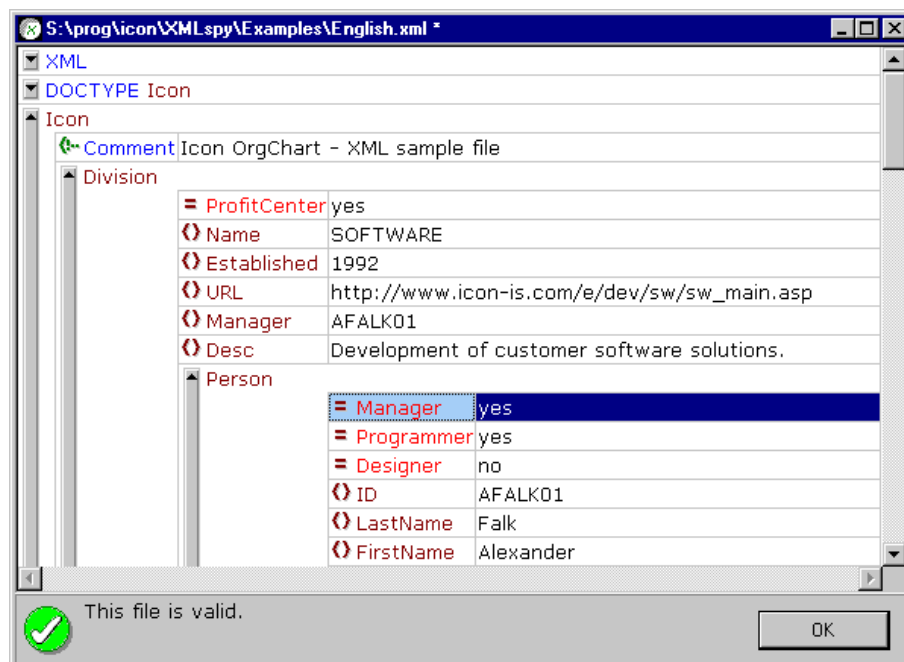 S:\prog\icon\XMLspy\Examples\English.xml *
XML
DOCTYPE Icon
Icon
Comment Icon OrgChart - XML sample file
Division
= ProfitCenter yes
Name SOFTWARE
Established 1992
URL http://www.icon-is.com/e/dev/sw/sw_main.asp
Manager AFALK01
Desc Development of customer software solutions.
Person
= Manager yes
= Programmer yes
= Designer no
ID AFALK01
LastName Falk
FirstName Alexander
This file is valid.
OK